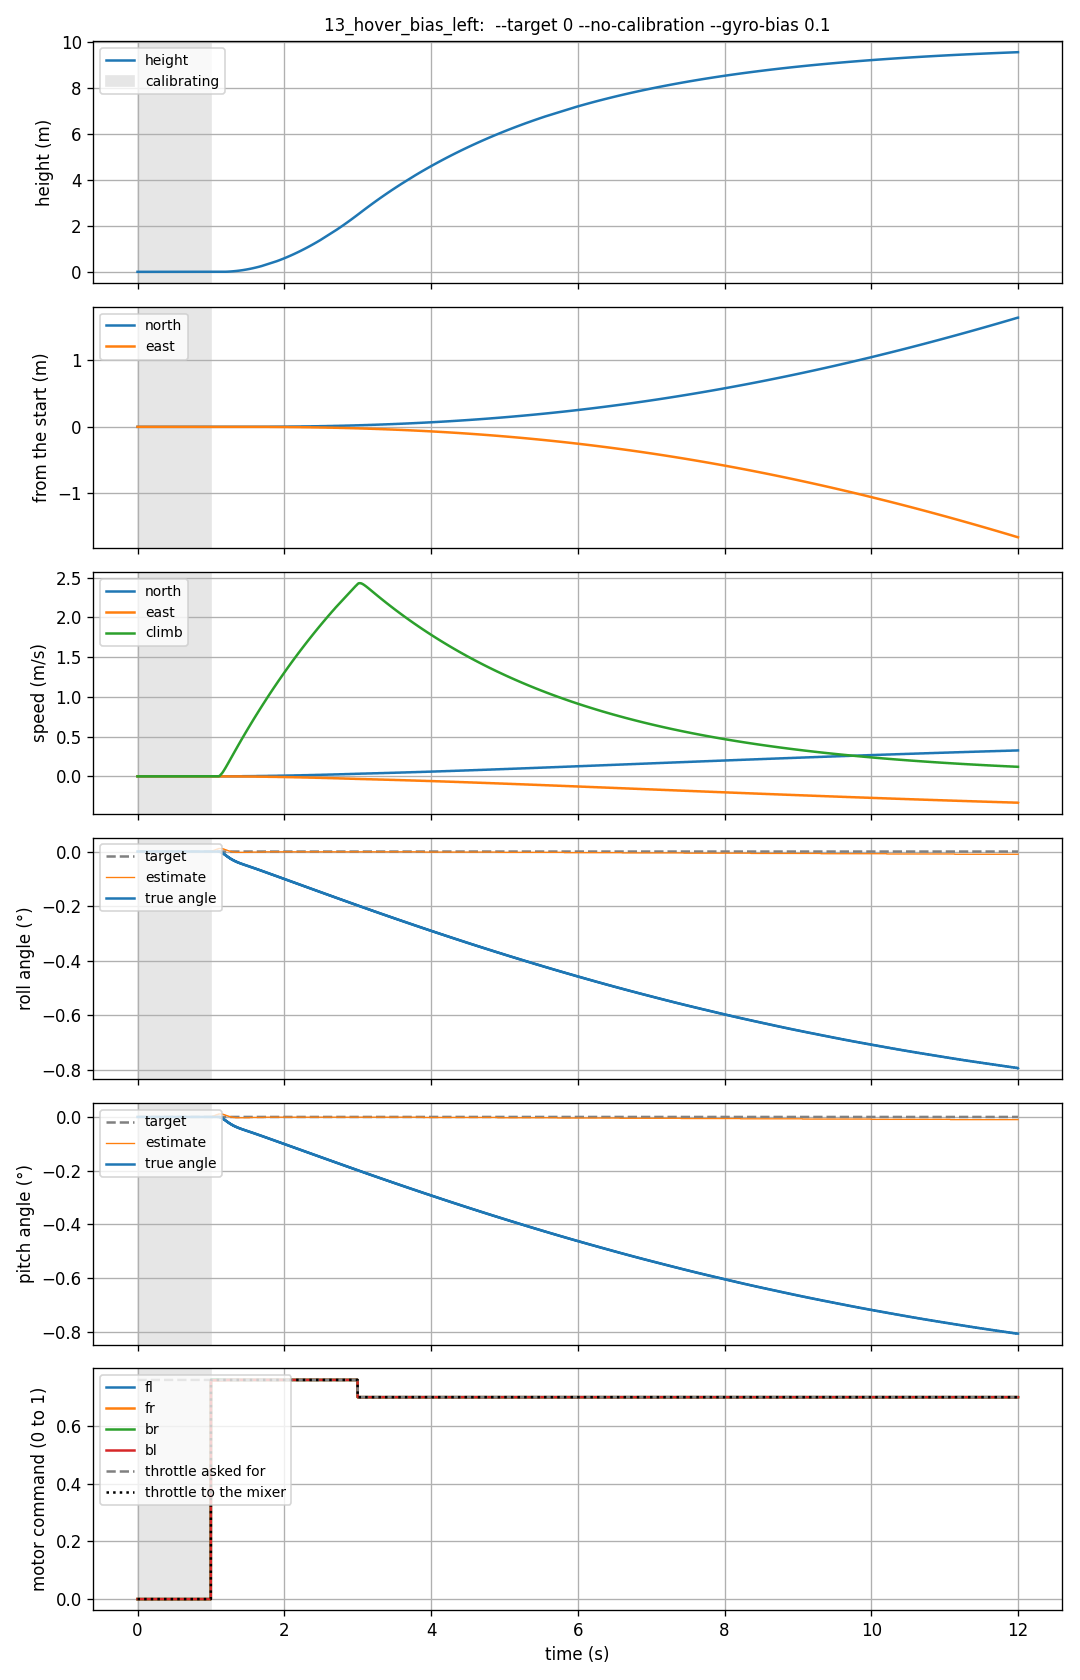 13_hover_bias_left:  --target 0 --no-calibration --gyro-bias 0.1
height (m)
10
8
6
4
2
0
height
calibrating
from the start (m)
1
0
−1
north
east
speed (m/s)
2.5
2.0
1.5
1.0
0.5
0.0
north
east
climb
roll angle (°)
0.0
−0.2
−0.4
−0.6
−0.8
target
estimate
true angle
pitch angle (°)
0.0
−0.2
−0.4
−0.6
−0.8
target
estimate
true angle
motor command (0 to 1)
0.6
0.4
0.2
0.0
fl
fr
br
bl
throttle asked for
throttle to the mixer
0 2 4 6 8 10 12
time (s)